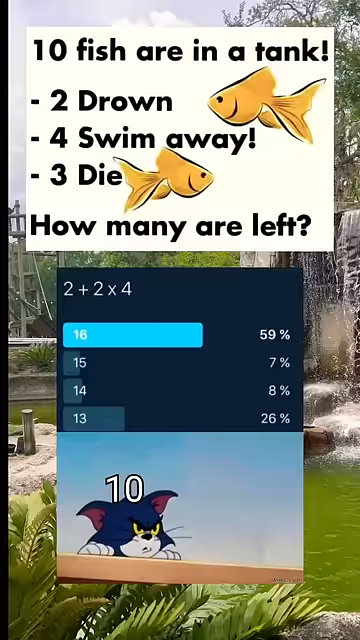 10 fish are in a tank!
- 2 Drown
- 4 Swim away!
- 3 Die
How many are left?
2 + 2 x 4
16 59 %
15 7 %
14 8 %
13 26 %
10